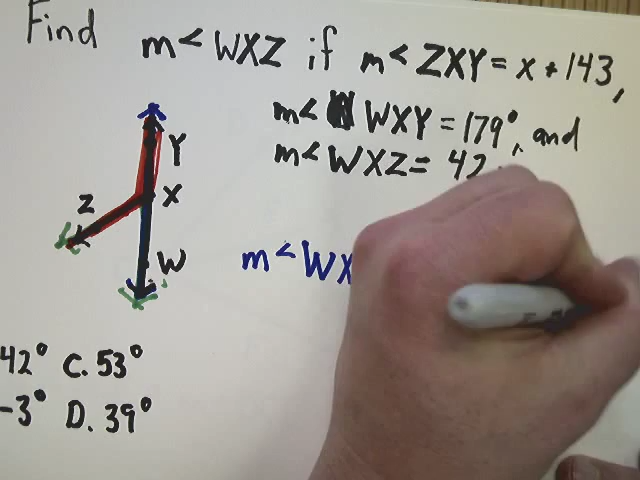 Find m< WXZ if m< ZXY = x + 143,
m< WXY = 179°, and
m< WXZ = 42
Y
Z
X
W
m< WX
42° C. 53°
-3° D. 39°